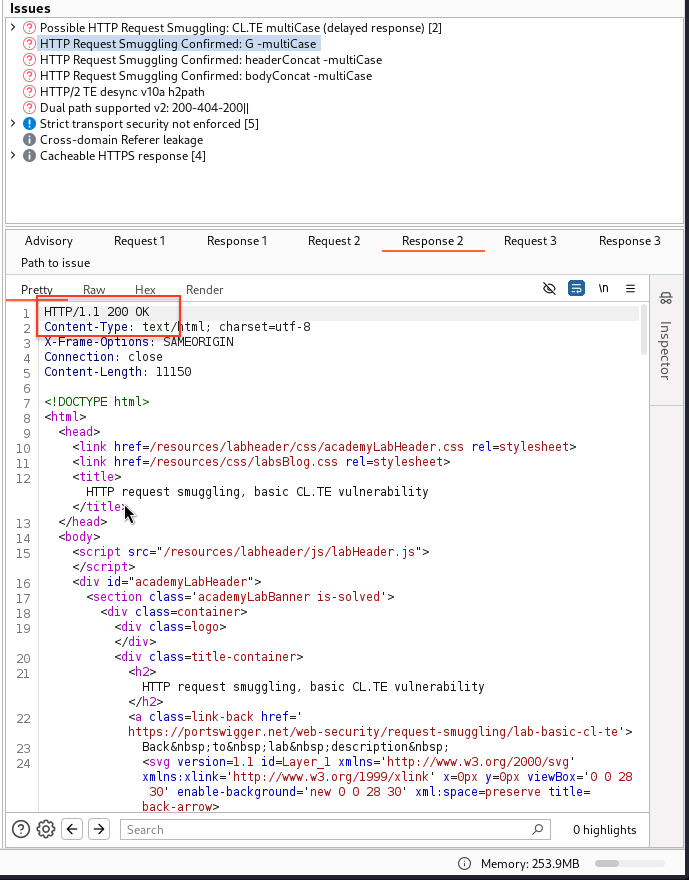 Issues
Possible HTTP Request Smuggling: CL.TE multiCase (delayed response) [2]
HTTP Request Smuggling Confirmed: G -multiCase
HTTP Request Smuggling Confirmed: headerConcat -multiCase
HTTP Request Smuggling Confirmed: bodyConcat -multiCase
HTTP/2 TE desync v10a h2path
Dual path supported v2: 200-404-200||
Strict transport security not enforced [5]
Cross-domain Referer leakage
Cacheable HTTPS response [4]
Advisory Request 1 Response 1 Request 2 Response 2 Request 3 Response 3
Path to issue
Pretty Raw Hex Render \n
Inspector
1 HTTP/1.1 200 OK
2 Content-Type: text/html; charset=utf-8
3 X-Frame-Options: SAMEORIGIN
4 Connection: close
5 Content-Length: 11150
6
7 <!DOCTYPE html>
8 <html>
9 <head>
10 <link href=/resources/labheader/css/academyLabHeader.css rel=stylesheet>
11 <link href=/resources/css/labsBlog.css rel=stylesheet>
12 <title>
HTTP request smuggling, basic CL.TE vulnerability
</title>
13 </head>
14 <body>
15 <script src="/resources/labheader/js/labHeader.js">
</script>
16 <div id="academyLabHeader">
17 <section class='academyLabBanner is-solved'>
18 <div class=container>
19 <div class=logo>
</div>
20 <div class=title-container>
21 <h2>
HTTP request smuggling, basic CL.TE vulnerability
</h2>
22 <a class=link-back href='
https://portswigger.net/web-security/request-smuggling/lab-basic-cl-te'>
23 Back&nbsp;to&nbsp;lab&nbsp;description&nbsp;
24 <svg version=1.1 id=Layer_1 xmlns='http://www.w3.org/2000/svg'
xmlns:xlink='http://www.w3.org/1999/xlink' x=0px y=0px viewBox='0 0 28
30' enable-background='new 0 0 28 30' xml:space=preserve title=
back-arrow>
Search
0 highlights
Memory: 253.9MB